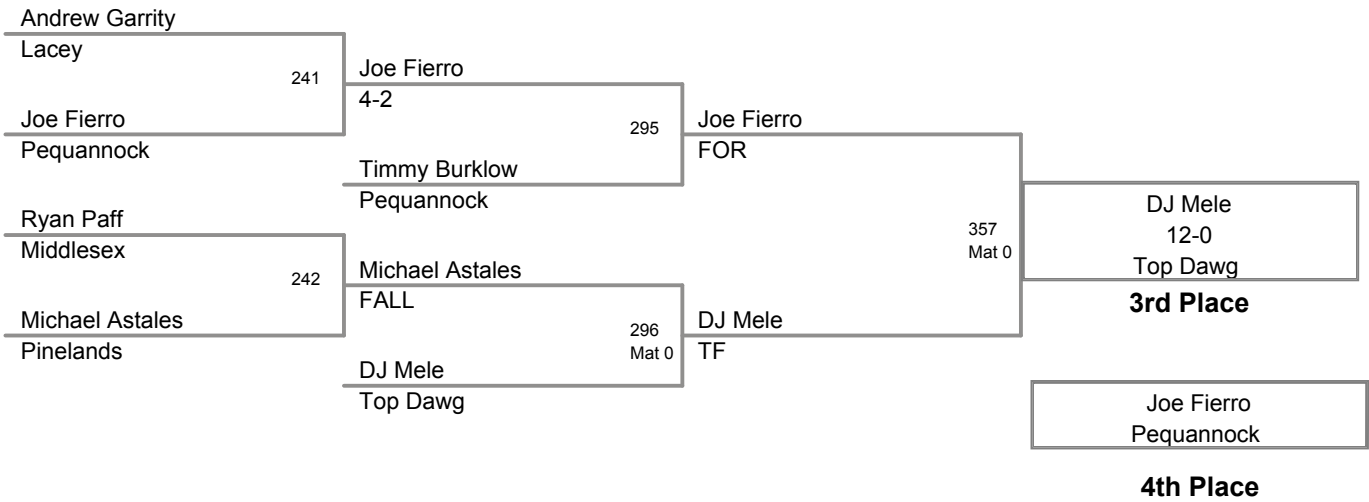 Andrew Garrity
Lacey
241
Joe Fierro
4-2
Joe Fierro
Pequannock
295
Joe Fierro
FOR
Timmy Burklow
Pequannock
Ryan Paff
Middlesex
242
Michael Astales
FALL
Michael Astales
Pinelands
296
Mat 0
DJ Mele
TF
DJ Mele
Top Dawg
357
Mat 0
DJ Mele
12-0
Top Dawg
3rd Place
Joe Fierro
Pequannock
4th Place